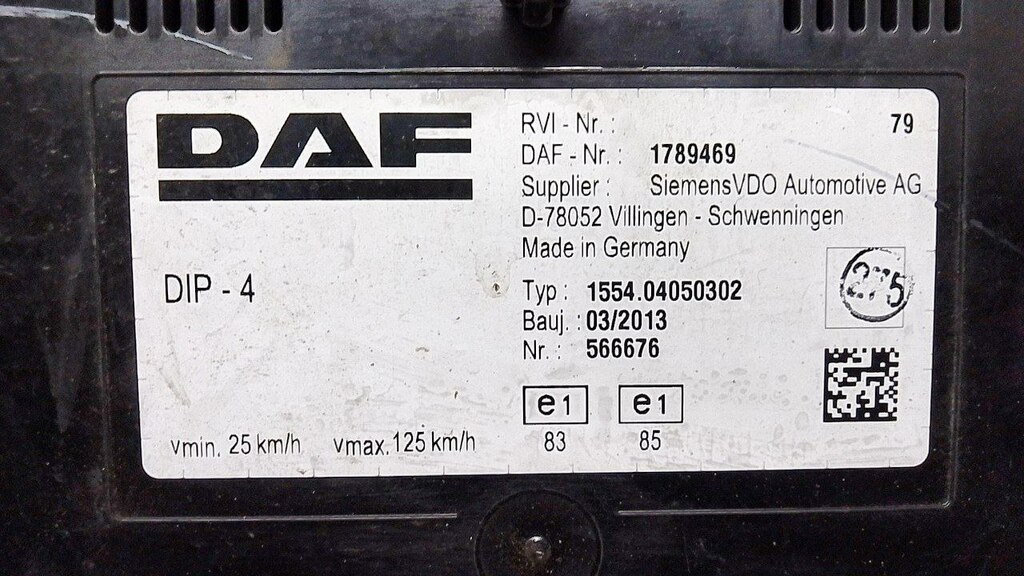 DAF
DIP - 4
vmin. 25 km/h vmax. 125 km/h
RVI - Nr. : 79
DAF - Nr. : 1789469
Supplier : SiemensVDO Automotive AG
D-78052 Villingen - Schwenningen
Made in Germany
Typ : 1554.04050302
Bauj. : 03/2013
Nr. : 566676
275
e1 e1
83 85